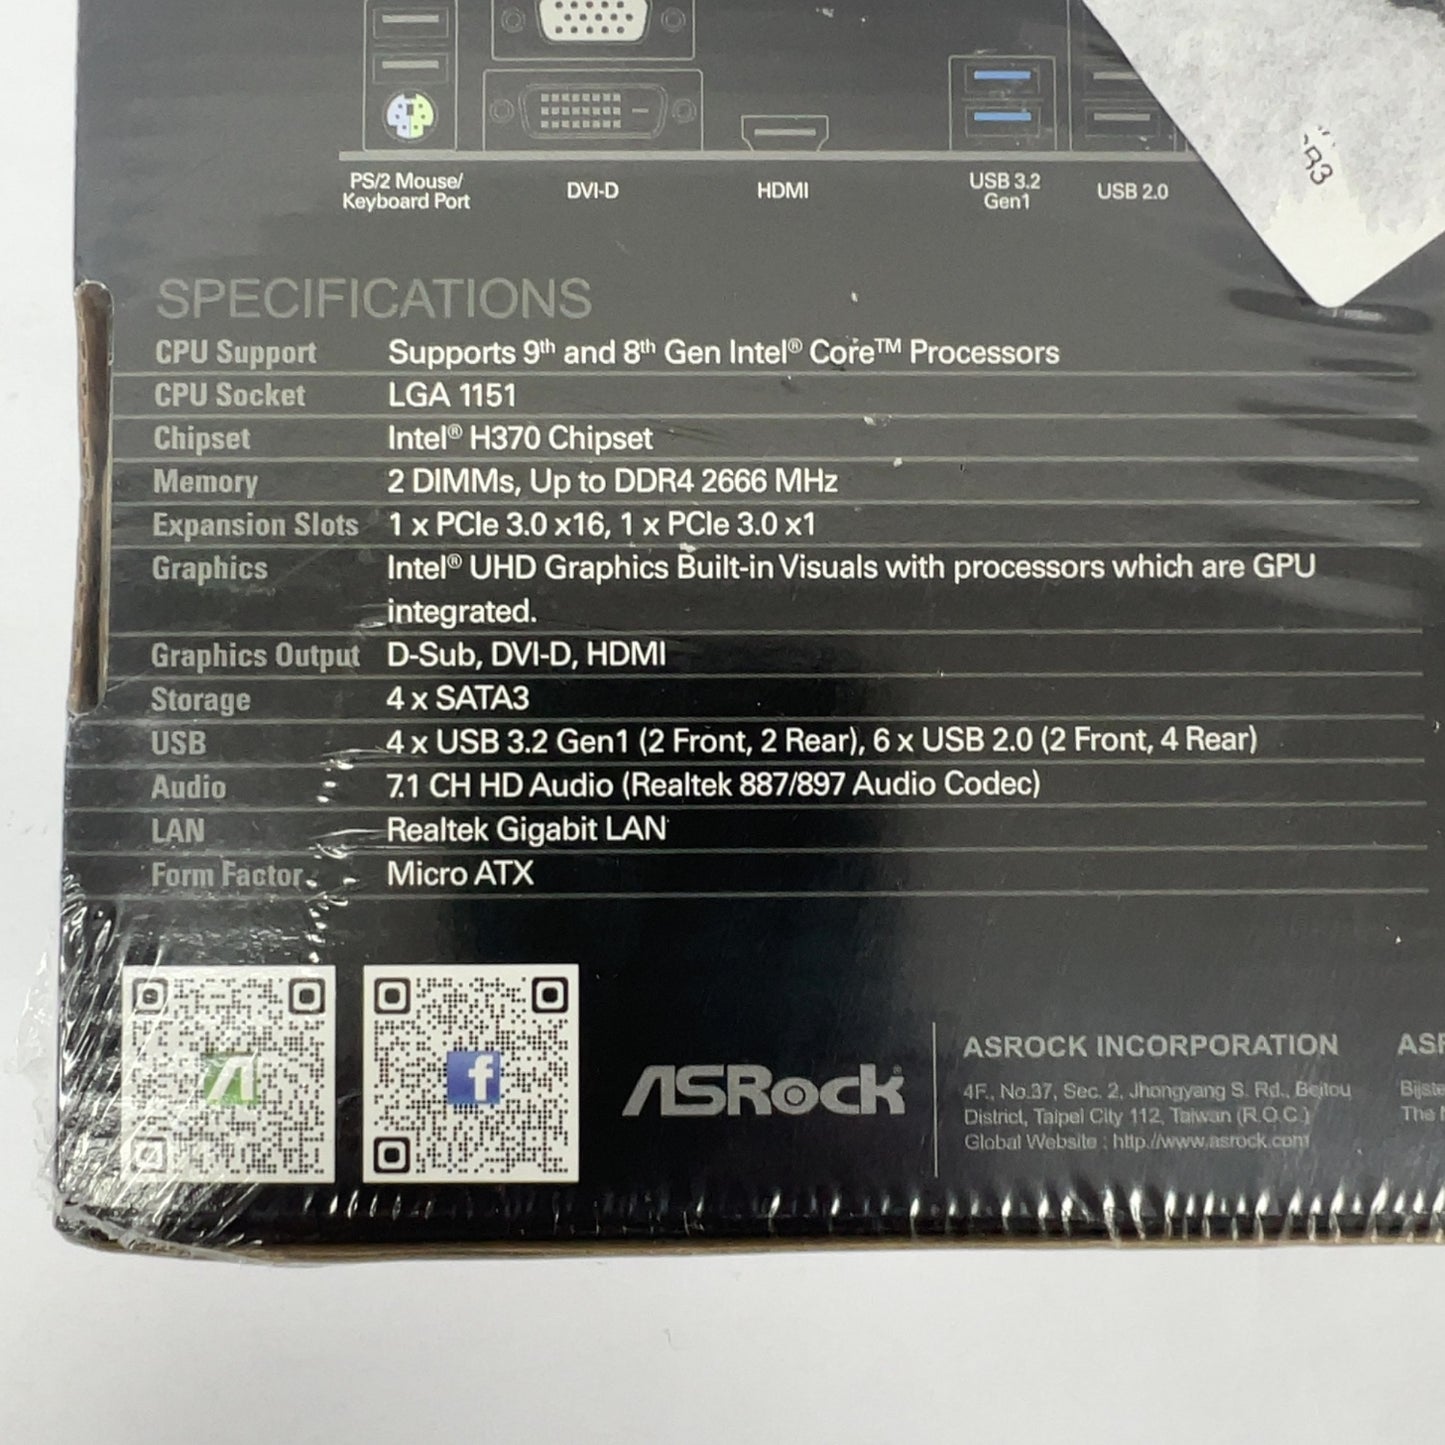 PS/2 Mouse/
Keyboard Port
DVI-D
HDMI
USB 3.2
Gen1
USB 2.0
SPECIFICATIONS
CPU Support Supports 9th and 8th Gen Intel® Core™ Processors
CPU Socket LGA 1151
Chipset Intel® H370 Chipset
Memory 2 DIMMs, Up to DDR4 2666 MHz
Expansion Slots 1 x PCIe 3.0 x16, 1 x PCIe 3.0 x1
Graphics Intel® UHD Graphics Built-in Visuals with processors which are GPU
integrated.
Graphics Output D-Sub, DVI-D, HDMI
Storage 4 x SATA3
USB 4 x USB 3.2 Gen1 (2 Front, 2 Rear), 6 x USB 2.0 (2 Front, 4 Rear)
Audio 7.1 CH HD Audio (Realtek 887/897 Audio Codec)
LAN Realtek Gigabit LAN
Form Factor Micro ATX
f
ASRock
ASROCK INCORPORATION
4F., No.37, Sec. 2, Jhongyang S. Rd., Beitou
District, Taipei City 112, Taiwan (R.O.C.)
Global Website : http://www.asrock.com
The